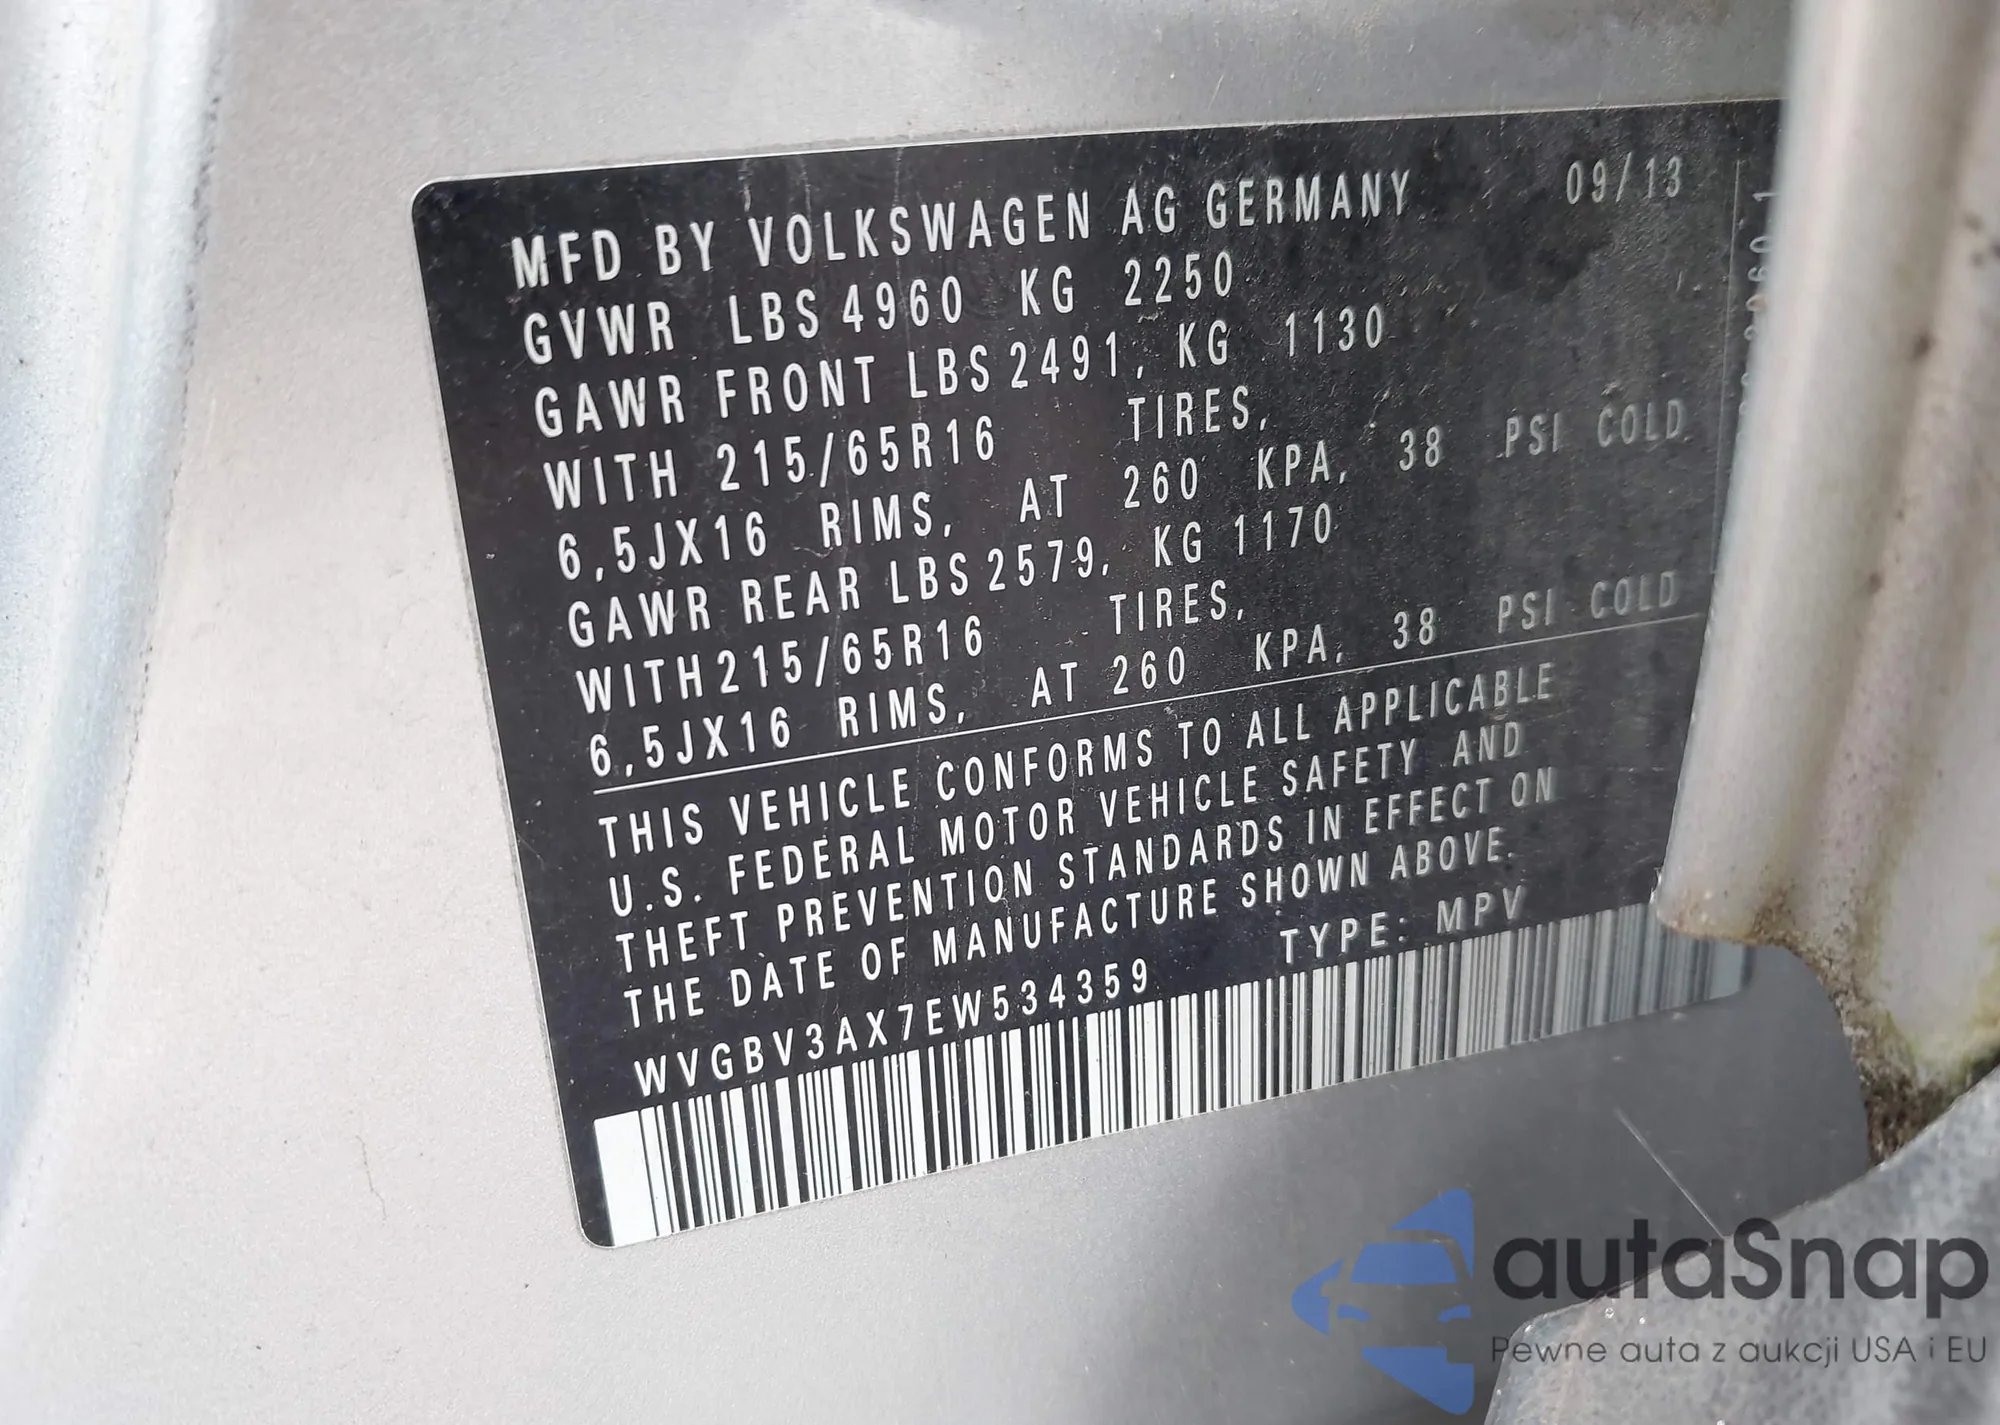 MFD BY VOLKSWAGEN AG GERMANY 09/13
GVWR LBS 4960 KG 2250
GAWR FRONT LBS 2491, KG 1130
WITH 215/65R16 TIRES,
6,5JX16 RIMS, AT 260 KPA, 38 PSI COLD
GAWR REAR LBS 2579, KG 1170
WITH 215/65R16 TIRES,
6,5JX16 RIMS, AT 260 KPA, 38 PSI COLD
THIS VEHICLE CONFORMS TO ALL APPLICABLE
U.S. FEDERAL MOTOR VEHICLE SAFETY AND
THEFT PREVENTION STANDARDS IN EFFECT ON
THE DATE OF MANUFACTURE SHOWN ABOVE.
WVGBV3AX7EW534359 TYPE: MPV
autaSnap
Pewne auta z aukcji USA i EU